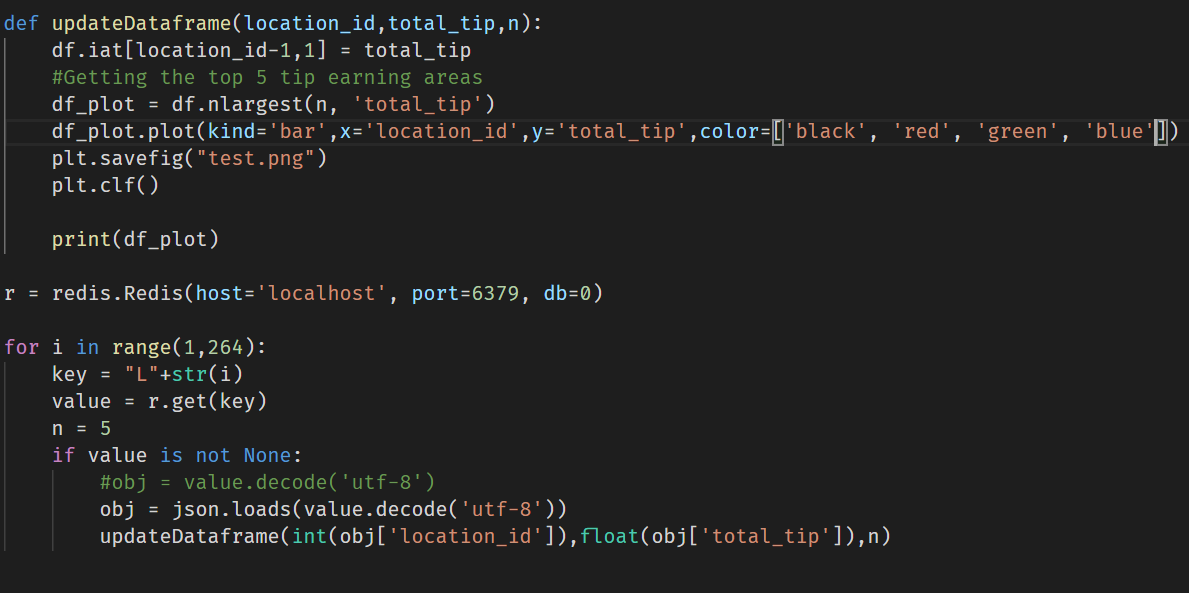 def updateDataframe(location_id,total_tip,n):
    df.iat[location_id-1,1] = total_tip
    #Getting the top 5 tip earning areas
    df_plot = df.nlargest(n, 'total_tip')
    df_plot.plot(kind='bar',x='location_id',y='total_tip',color=['black', 'red', 'green', 'blue'])
    plt.savefig("test.png")
    plt.clf()

    print(df_plot)

r = redis.Redis(host='localhost', port=6379, db=0)

for i in range(1,264):
    key = "L"+str(i)
    value = r.get(key)
    n = 5
    if value is not None:
        #obj = value.decode('utf-8')
        obj = json.loads(value.decode('utf-8'))
        updateDataframe(int(obj['location_id']),float(obj['total_tip']),n)